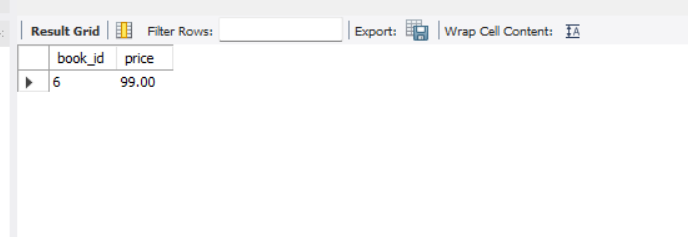 Result Grid Filter Rows: Export: Wrap Cell Content:
book_id price
6 99.00